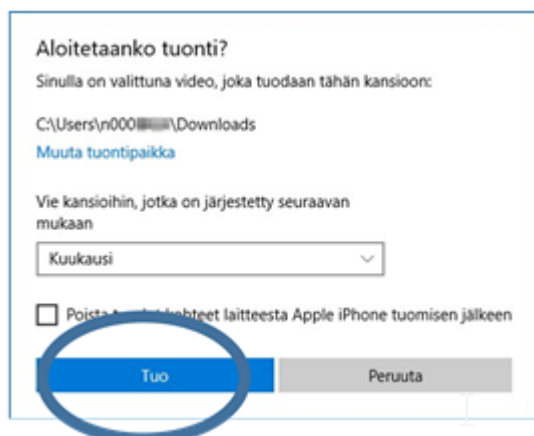 Aloitetaanko tuonti?
Sinulla on valittuna video, joka tuodaan tähän kansioon:
C:\Users\n000\Downloads
Muuta tuontipaikka
Vie kansioihin, jotka on järjestetty seuraavan
mukaan
Kuukausi
Poista kohteet laitteesta Apple iPhone tuomisen jälkeen
Tuo
Peruuta